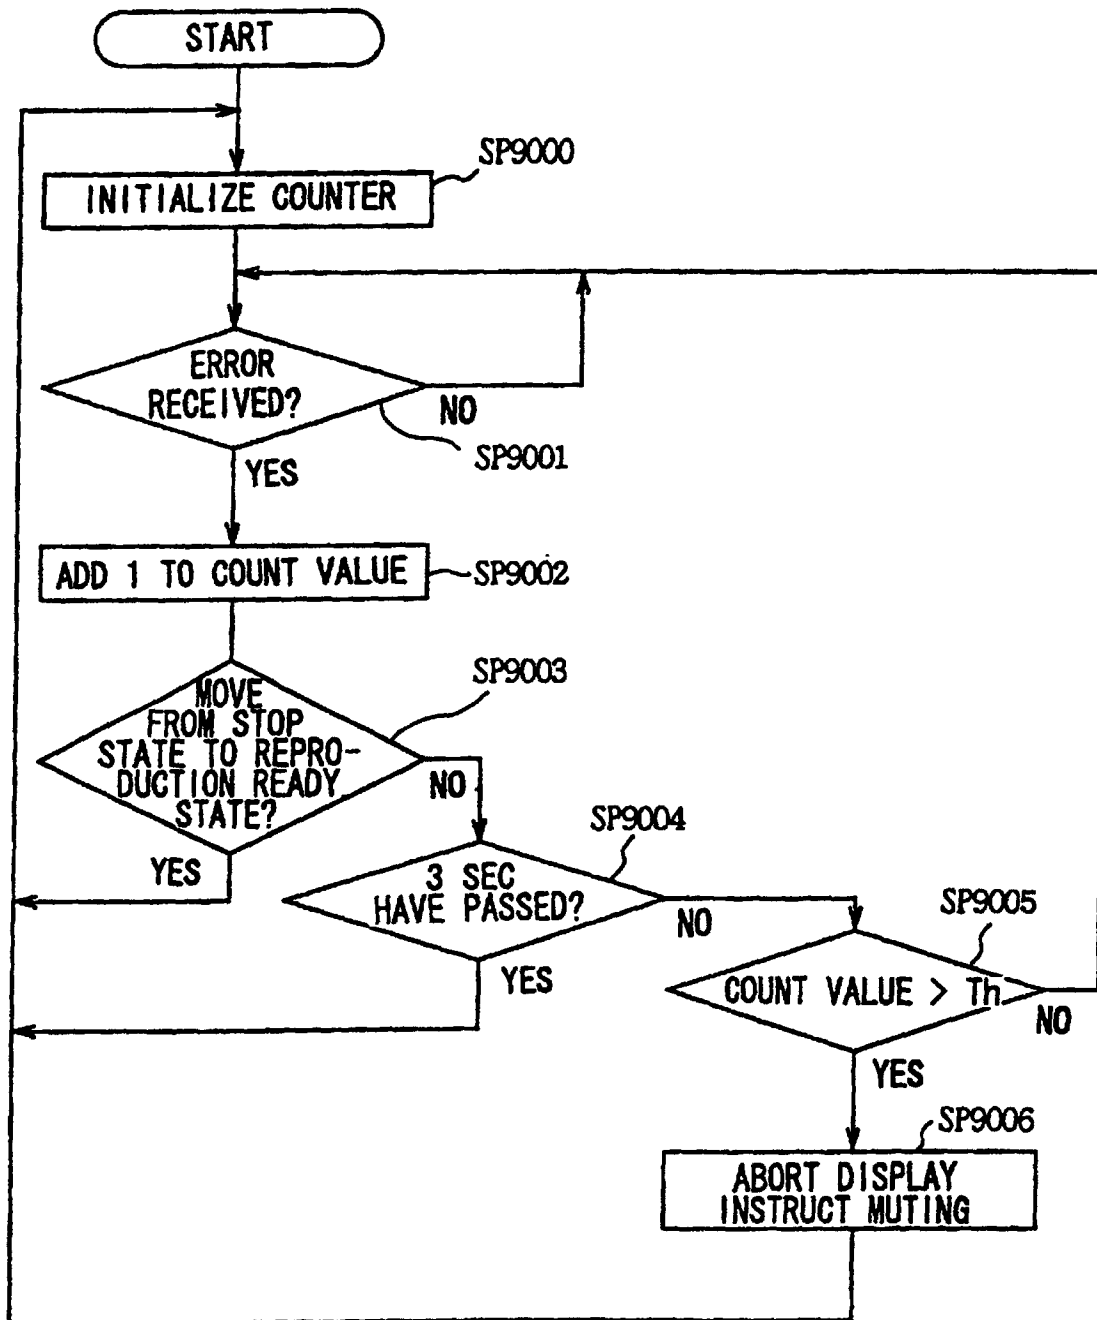 START
SP9000
INITIALIZE COUNTER
ERROR
RECEIVED?
NO
SP9001
YES
ADD 1 TO COUNT VALUE
SP9002
SP9003
MOVE
FROM STOP
STATE TO REPRO-
DUCTION READY
STATE?
NO
YES
SP9004
3 SEC
HAVE PASSED?
NO
YES
SP9005
COUNT VALUE > Th
NO
YES
SP9006
ABORT DISPLAY
INSTRUCT MUTING